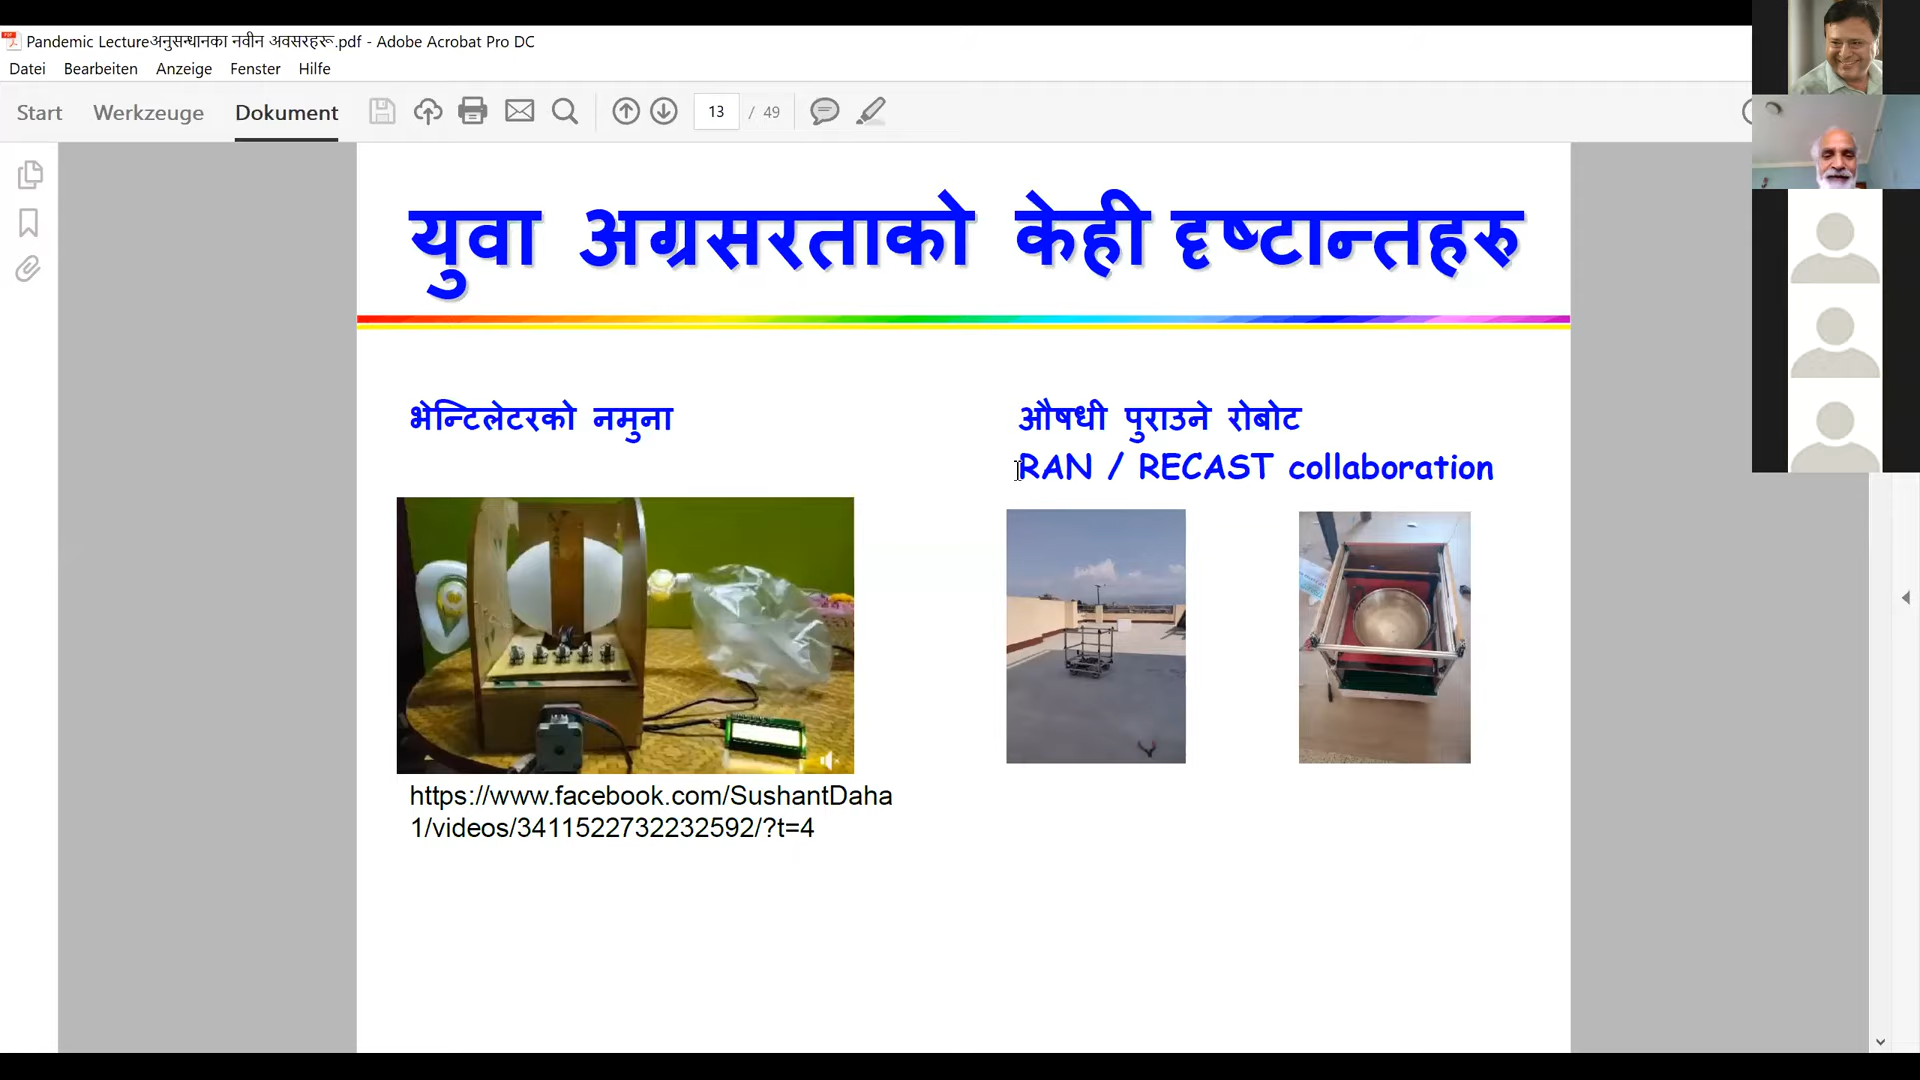 Pandemic Lectureअनुसन्धानका नवीन अवसरहरू.pdf - Adobe Acrobat Pro DC
Datei Bearbeiten Anzeige Fenster Hilfe
Start Werkzeuge Dokument 13 / 49
युवा अग्रसरताको केही दृष्टान्तहरु
भेन्टिलेटरको नमुना
औषधी पुराउने रोबोट
RAN / RECAST collaboration
https://www.facebook.com/SushantDaha
1/videos/3411522732232592/?t=4